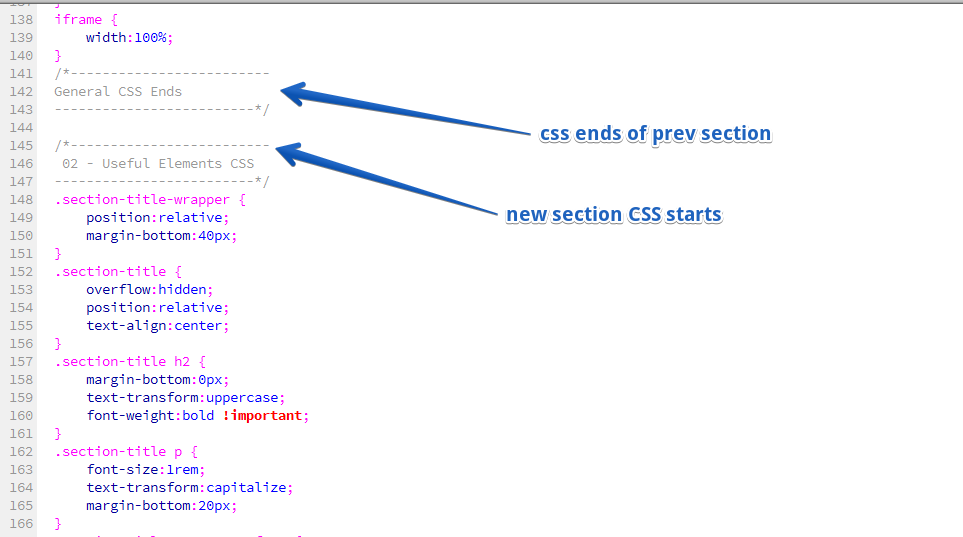 138 iframe {
139     width:100%;
140 }
141 /*-------------------------
142 General CSS Ends
143 -------------------------*/
css ends of prev section
144
145 /*-------------------------
146  02 - Useful Elements CSS
147 -------------------------*/
148 .section-title-wrapper {
149     position:relative;
new section CSS starts
150     margin-bottom:40px;
151 }
152 .section-title {
153     overflow:hidden;
154     position:relative;
155     text-align:center;
156 }
157 .section-title h2 {
158     margin-bottom:0px;
159     text-transform:uppercase;
160     font-weight:bold !important;
161 }
162 .section-title p {
163     font-size:1rem;
164     text-transform:capitalize;
165     margin-bottom:20px;
166 }